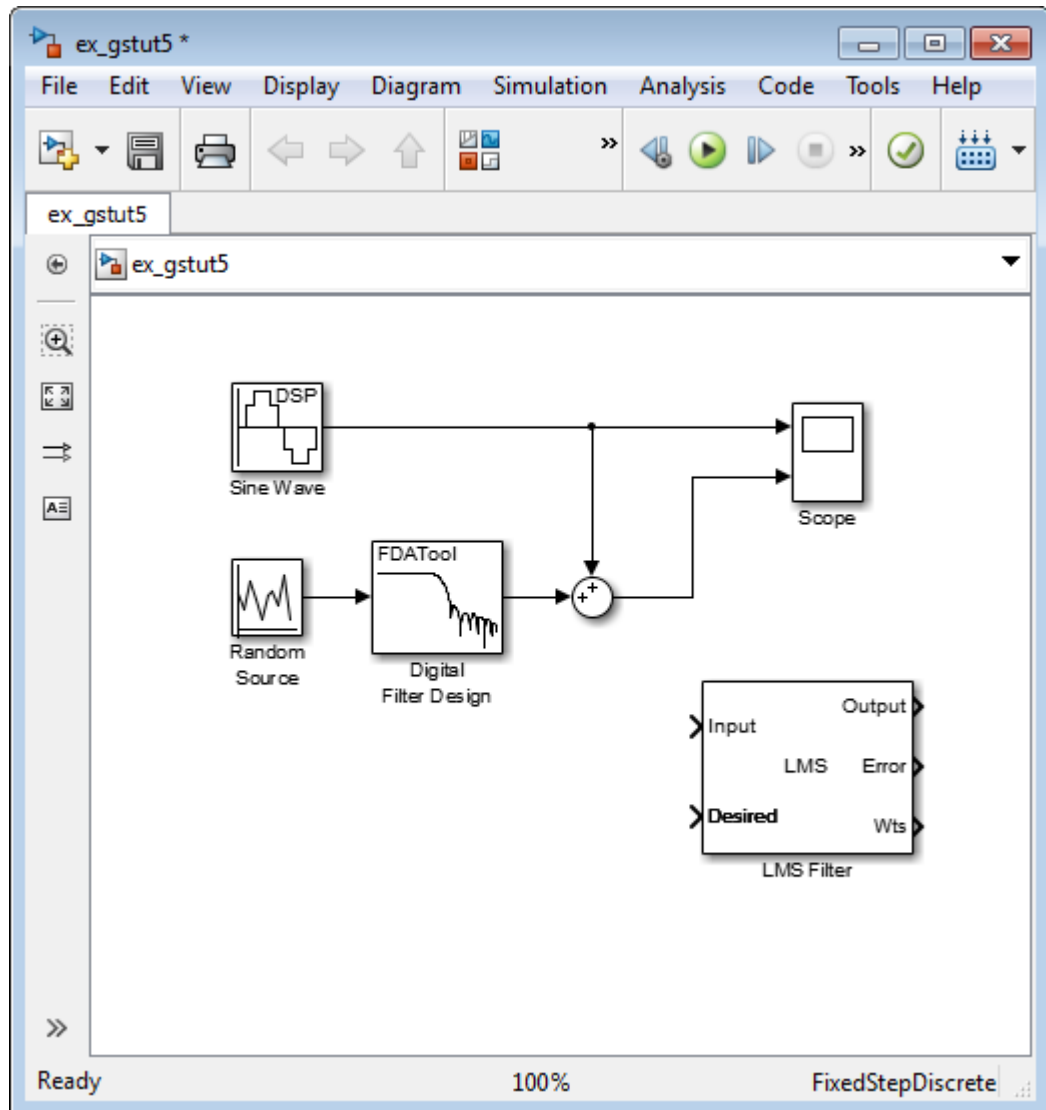 ex_gstut5 *
File Edit View Display Diagram Simulation Analysis Code Tools Help
ex_gstut5
ex_gstut5
DSP
Sine Wave
Scope
FDATool
Random
Source
Digital
Filter Design
Input
Output
LMS
Error
Desired
Wts
LMS Filter
Ready 100% FixedStepDiscrete